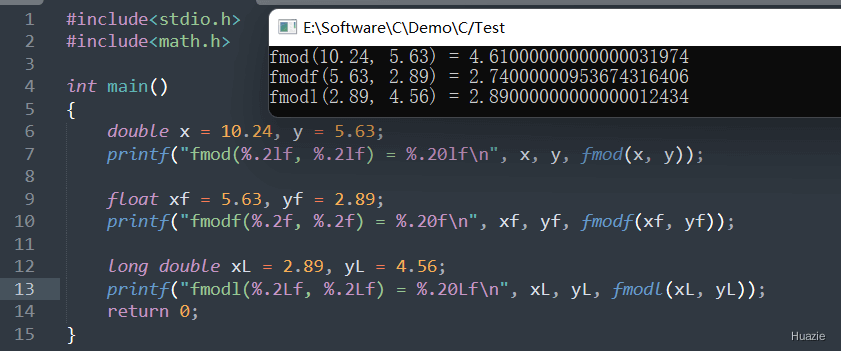 1 #include<stdio.h>
2 #include<math.h>
3
4 int main()
5 {
6     double x = 10.24, y = 5.63;
7     printf("fmod(%.2lf, %.2lf) = %.20lf\n", x, y, fmod(x, y));
8
9     float xf = 5.63, yf = 2.89;
10     printf("fmodf(%.2f, %.2f) = %.20f\n", xf, yf, fmodf(xf, yf));
11
12     long double xL = 2.89, yL = 4.56;
13     printf("fmodl(%.2Lf, %.2Lf) = %.20Lf\n", xL, yL, fmodl(xL, yL));
14     return 0;
15 }
E:\Software\C\Demo\C/Test
fmod(10.24, 5.63) = 4.61000000000000031974
fmodf(5.63, 2.89) = 2.74000000953674316406
fmodl(2.89, 4.56) = 2.89000000000000012434
Huazie